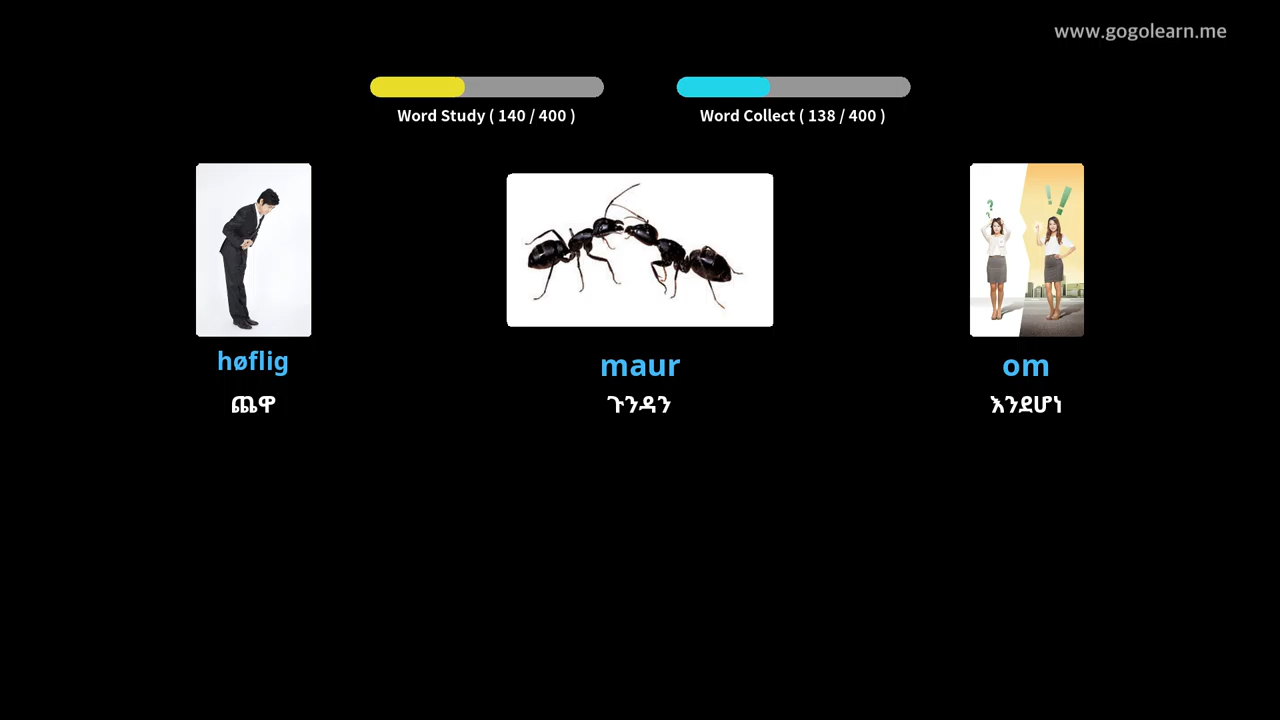 www.gogolearn.me
Word Study ( 140 / 400 )
Word Collect ( 138 / 400 )
høflig
maur
om
ጨዋ
ጉንዳን
እንደሆነ